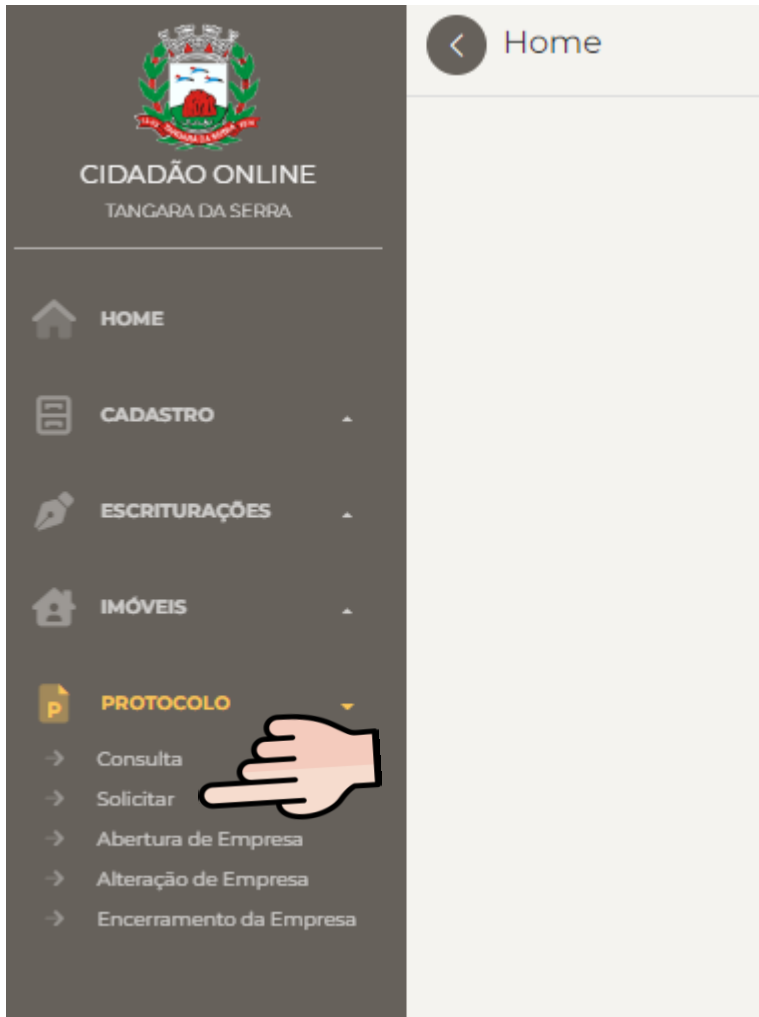 CIDADÃO ONLINE
TANGARA DA SERRA
HOME
CADASTRO
ESCRITURAÇÕES
IMÓVEIS
P
PROTOCOLO
Consulta
Solicitar
Abertura de Empresa
Alteração de Empresa
Encerramento da Empresa
Home